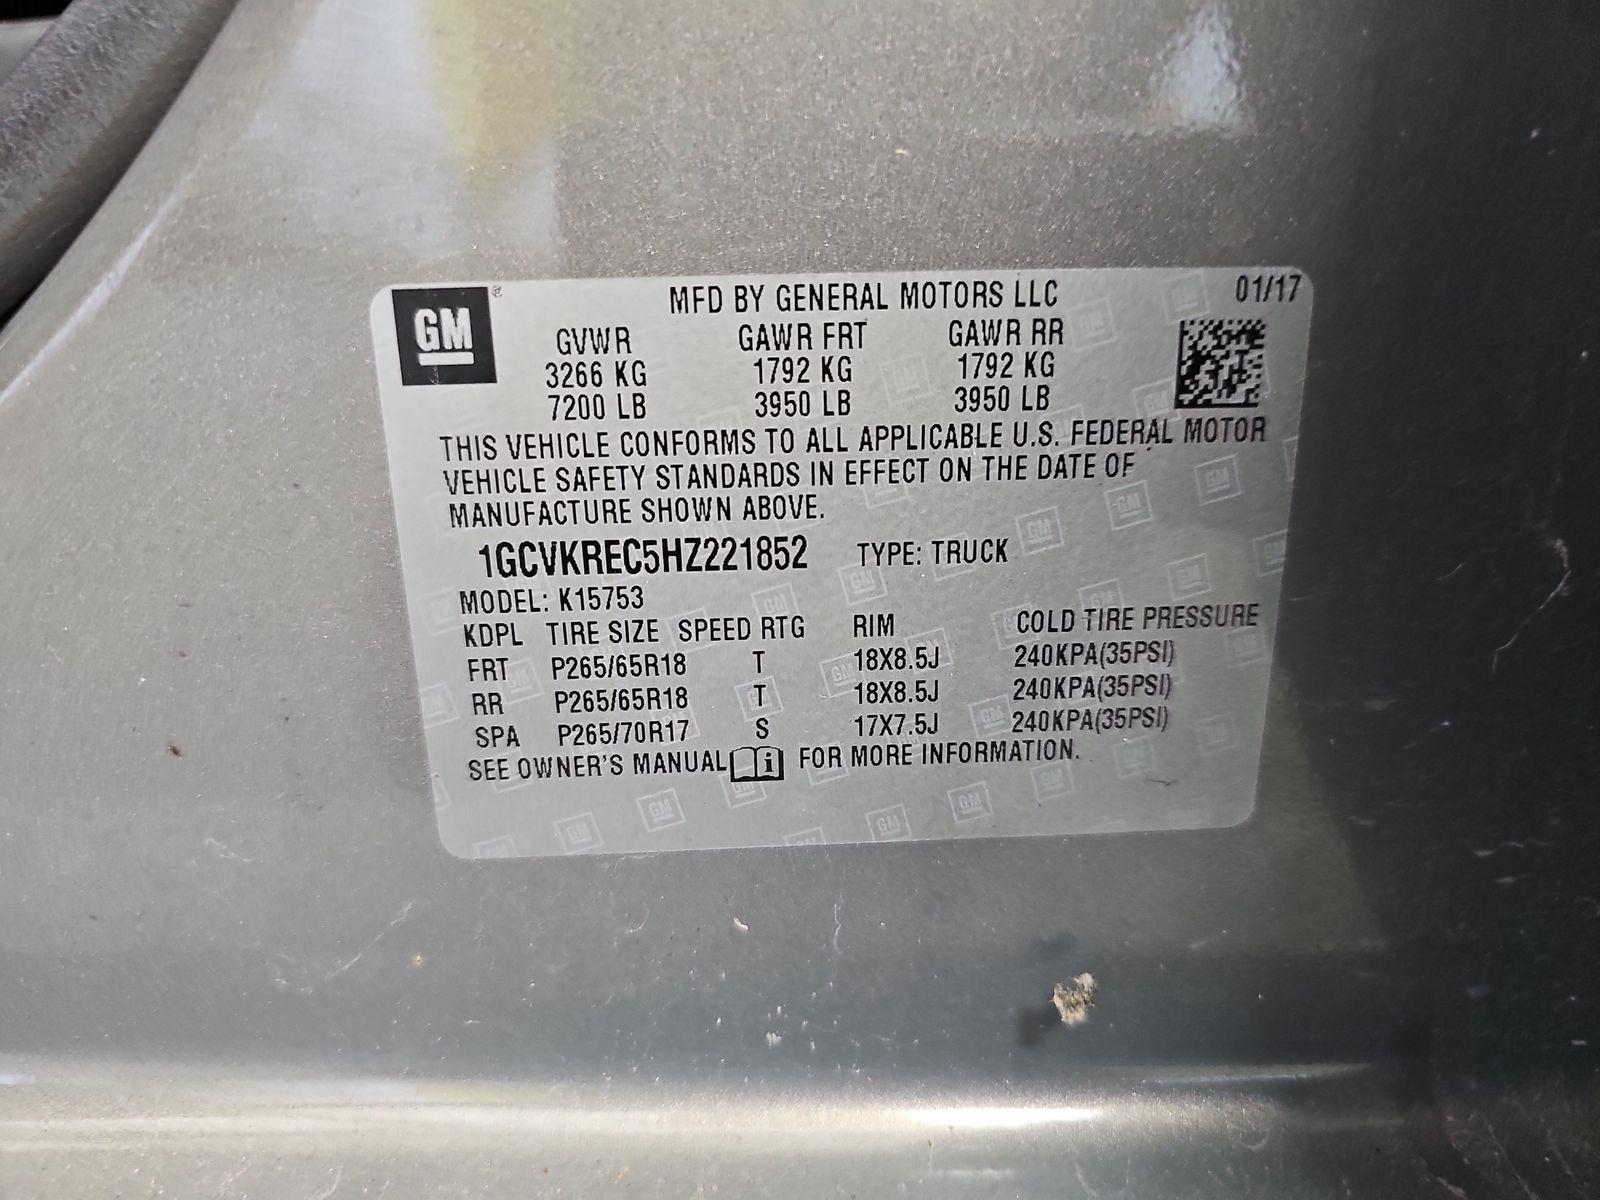 GM ®
MFD BY GENERAL MOTORS LLC 01/17
GVWR GAWR FRT GAWR RR
3266 KG 1792 KG 1792 KG
7200 LB 3950 LB 3950 LB
THIS VEHICLE CONFORMS TO ALL APPLICABLE U.S. FEDERAL MOTOR
VEHICLE SAFETY STANDARDS IN EFFECT ON THE DATE OF
MANUFACTURE SHOWN ABOVE.
1GCVKREC5HZ221852 TYPE: TRUCK
MODEL: K15753
KDPL TIRE SIZE SPEED RTG RIM COLD TIRE PRESSURE
FRT P265/65R18 T 18X8.5J 240KPA(35PSI)
RR P265/65R18 T 18X8.5J 240KPA(35PSI)
SPA P265/70R17 S 17X7.5J 240KPA(35PSI)
SEE OWNER'S MANUAL i FOR MORE INFORMATION.